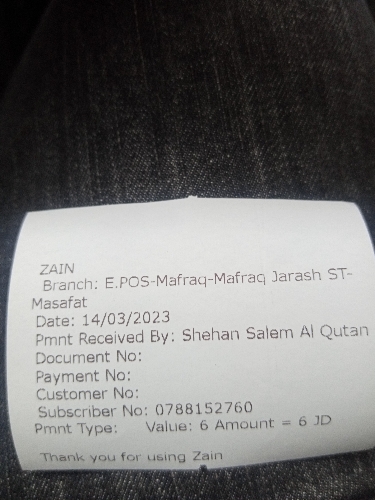 ZAIN
Branch: E.POS-Mafraq-Mafraq Jarash ST-
Masafat
Date: 14/03/2023
Pmnt Received By: Shehan Salem Al Qutan
Document No:
Payment No:
Customer No:
Subscriber No: 0788152760
Pmnt Type: Value: 6 Amount = 6 JD
Thank you for using Zain